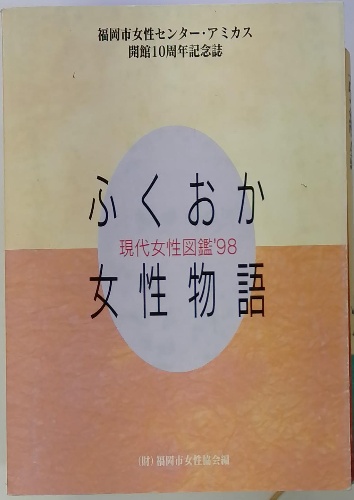 福岡市女性センター・アミカス
開館10周年記念誌
ふくおか
現代女性図鑑'98
女性物語
(財)福岡市女性協会編